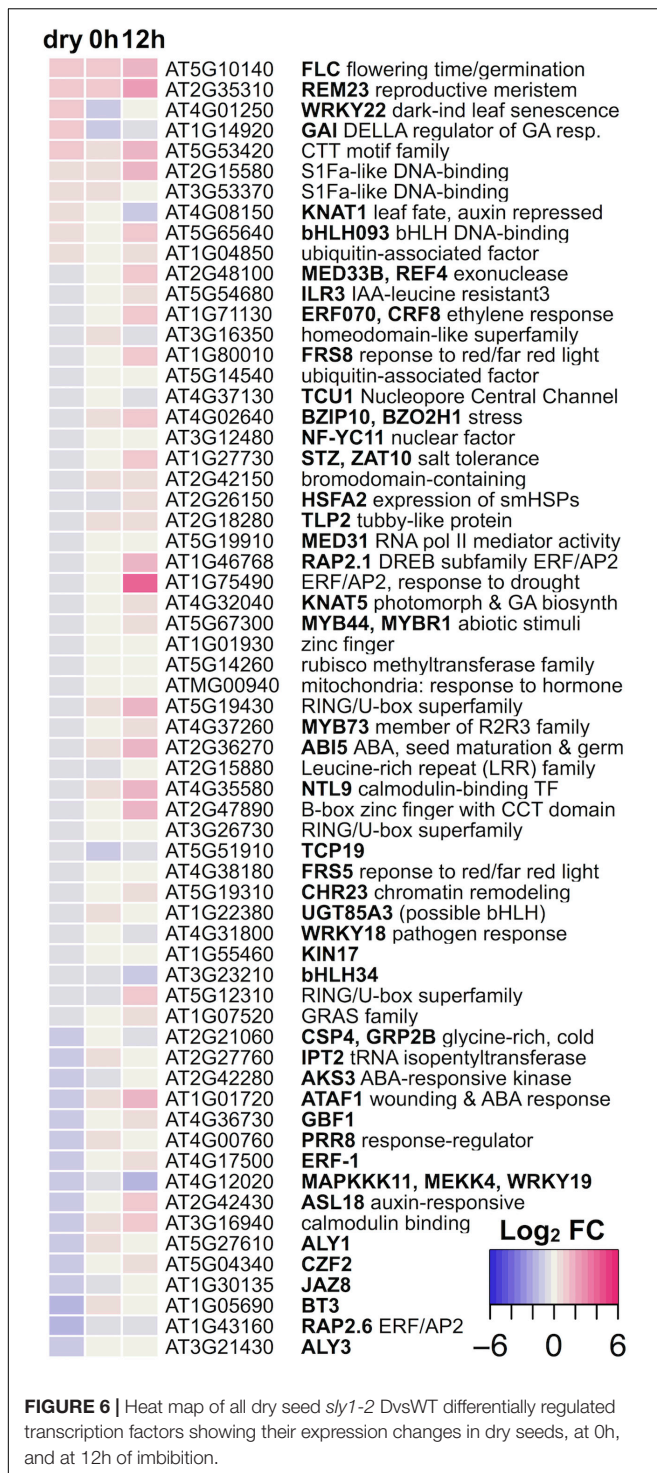 dry 0h 12h
AT5G10140 FLC flowering time/germination
AT2G35310 REM23 reproductive meristem
AT4G01250 WRKY22 dark-ind leaf senescence
AT1G14920 GAI DELLA regulator of GA resp.
AT5G53420 CTT motif family
AT2G15580 S1Fa-like DNA-binding
AT3G53370 S1Fa-like DNA-binding
AT4G08150 KNAT1 leaf fate, auxin repressed
AT5G65640 bHLH093 bHLH DNA-binding
AT1G04850 ubiquitin-associated factor
AT2G48100 MED33B, REF4 exonuclease
AT5G54680 ILR3 IAA-leucine resistant3
AT1G71130 ERF070, CRF8 ethylene response
AT3G16350 homeodomain-like superfamily
AT1G80010 FRS8 reponse to red/far red light
AT5G14540 ubiquitin-associated factor
AT4G37130 TCU1 Nucleopore Central Channel
AT4G02640 BZIP10, BZO2H1 stress
AT3G12480 NF-YC11 nuclear factor
AT1G27730 STZ, ZAT10 salt tolerance
AT2G42150 bromodomain-containing
AT2G26150 HSFA2 expression of smHSPs
AT2G18280 TLP2 tubby-like protein
AT5G19910 MED31 RNA pol II mediator activity
AT1G46768 RAP2.1 DREB subfamily ERF/AP2
AT1G75490 ERF/AP2, response to drought
AT4G32040 KNAT5 photomorph & GA biosynth
AT5G67300 MYB44, MYBR1 abiotic stimuli
AT1G01930 zinc finger
AT5G14260 rubisco methyltransferase family
ATMG00940 mitochondria: response to hormone
AT5G19430 RING/U-box superfamily
AT4G37260 MYB73 member of R2R3 family
AT2G36270 ABI5 ABA, seed maturation & germ
AT2G15880 Leucine-rich repeat (LRR) family
AT4G35580 NTL9 calmodulin-binding TF
AT2G47890 B-box zinc finger with CCT domain
AT3G26730 RING/U-box superfamily
AT5G51910 TCP19
AT4G38180 FRS5 reponse to red/far red light
AT5G19310 CHR23 chromatin remodeling
AT1G22380 UGT85A3 (possible bHLH)
AT4G31800 WRKY18 pathogen response
AT1G55460 KIN17
AT3G23210 bHLH34
AT5G12310 RING/U-box superfamily
AT1G07520 GRAS family
AT2G21060 CSP4, GRP2B glycine-rich, cold
AT2G27760 IPT2 tRNA isopentyltransferase
AT2G42280 AKS3 ABA-responsive kinase
AT1G01720 ATAF1 wounding & ABA response
AT4G36730 GBF1
AT4G00760 PRR8 response-regulator
AT4G17500 ERF-1
AT4G12020 MAPKKK11, MEKK4, WRKY19
AT2G42430 ASL18 auxin-responsive
AT3G16940 calmodulin binding
AT5G27610 ALY1
AT5G04340 CZF2
AT1G30135 JAZ8
AT1G05690 BT3
AT1G43160 RAP2.6 ERF/AP2
AT3G21430 ALY3
Log2 FC
−6 0 6
FIGURE 6 | Heat map of all dry seed sly1-2 DvsWT differentially regulated
transcription factors showing their expression changes in dry seeds, at 0h,
and at 12h of imbibition.